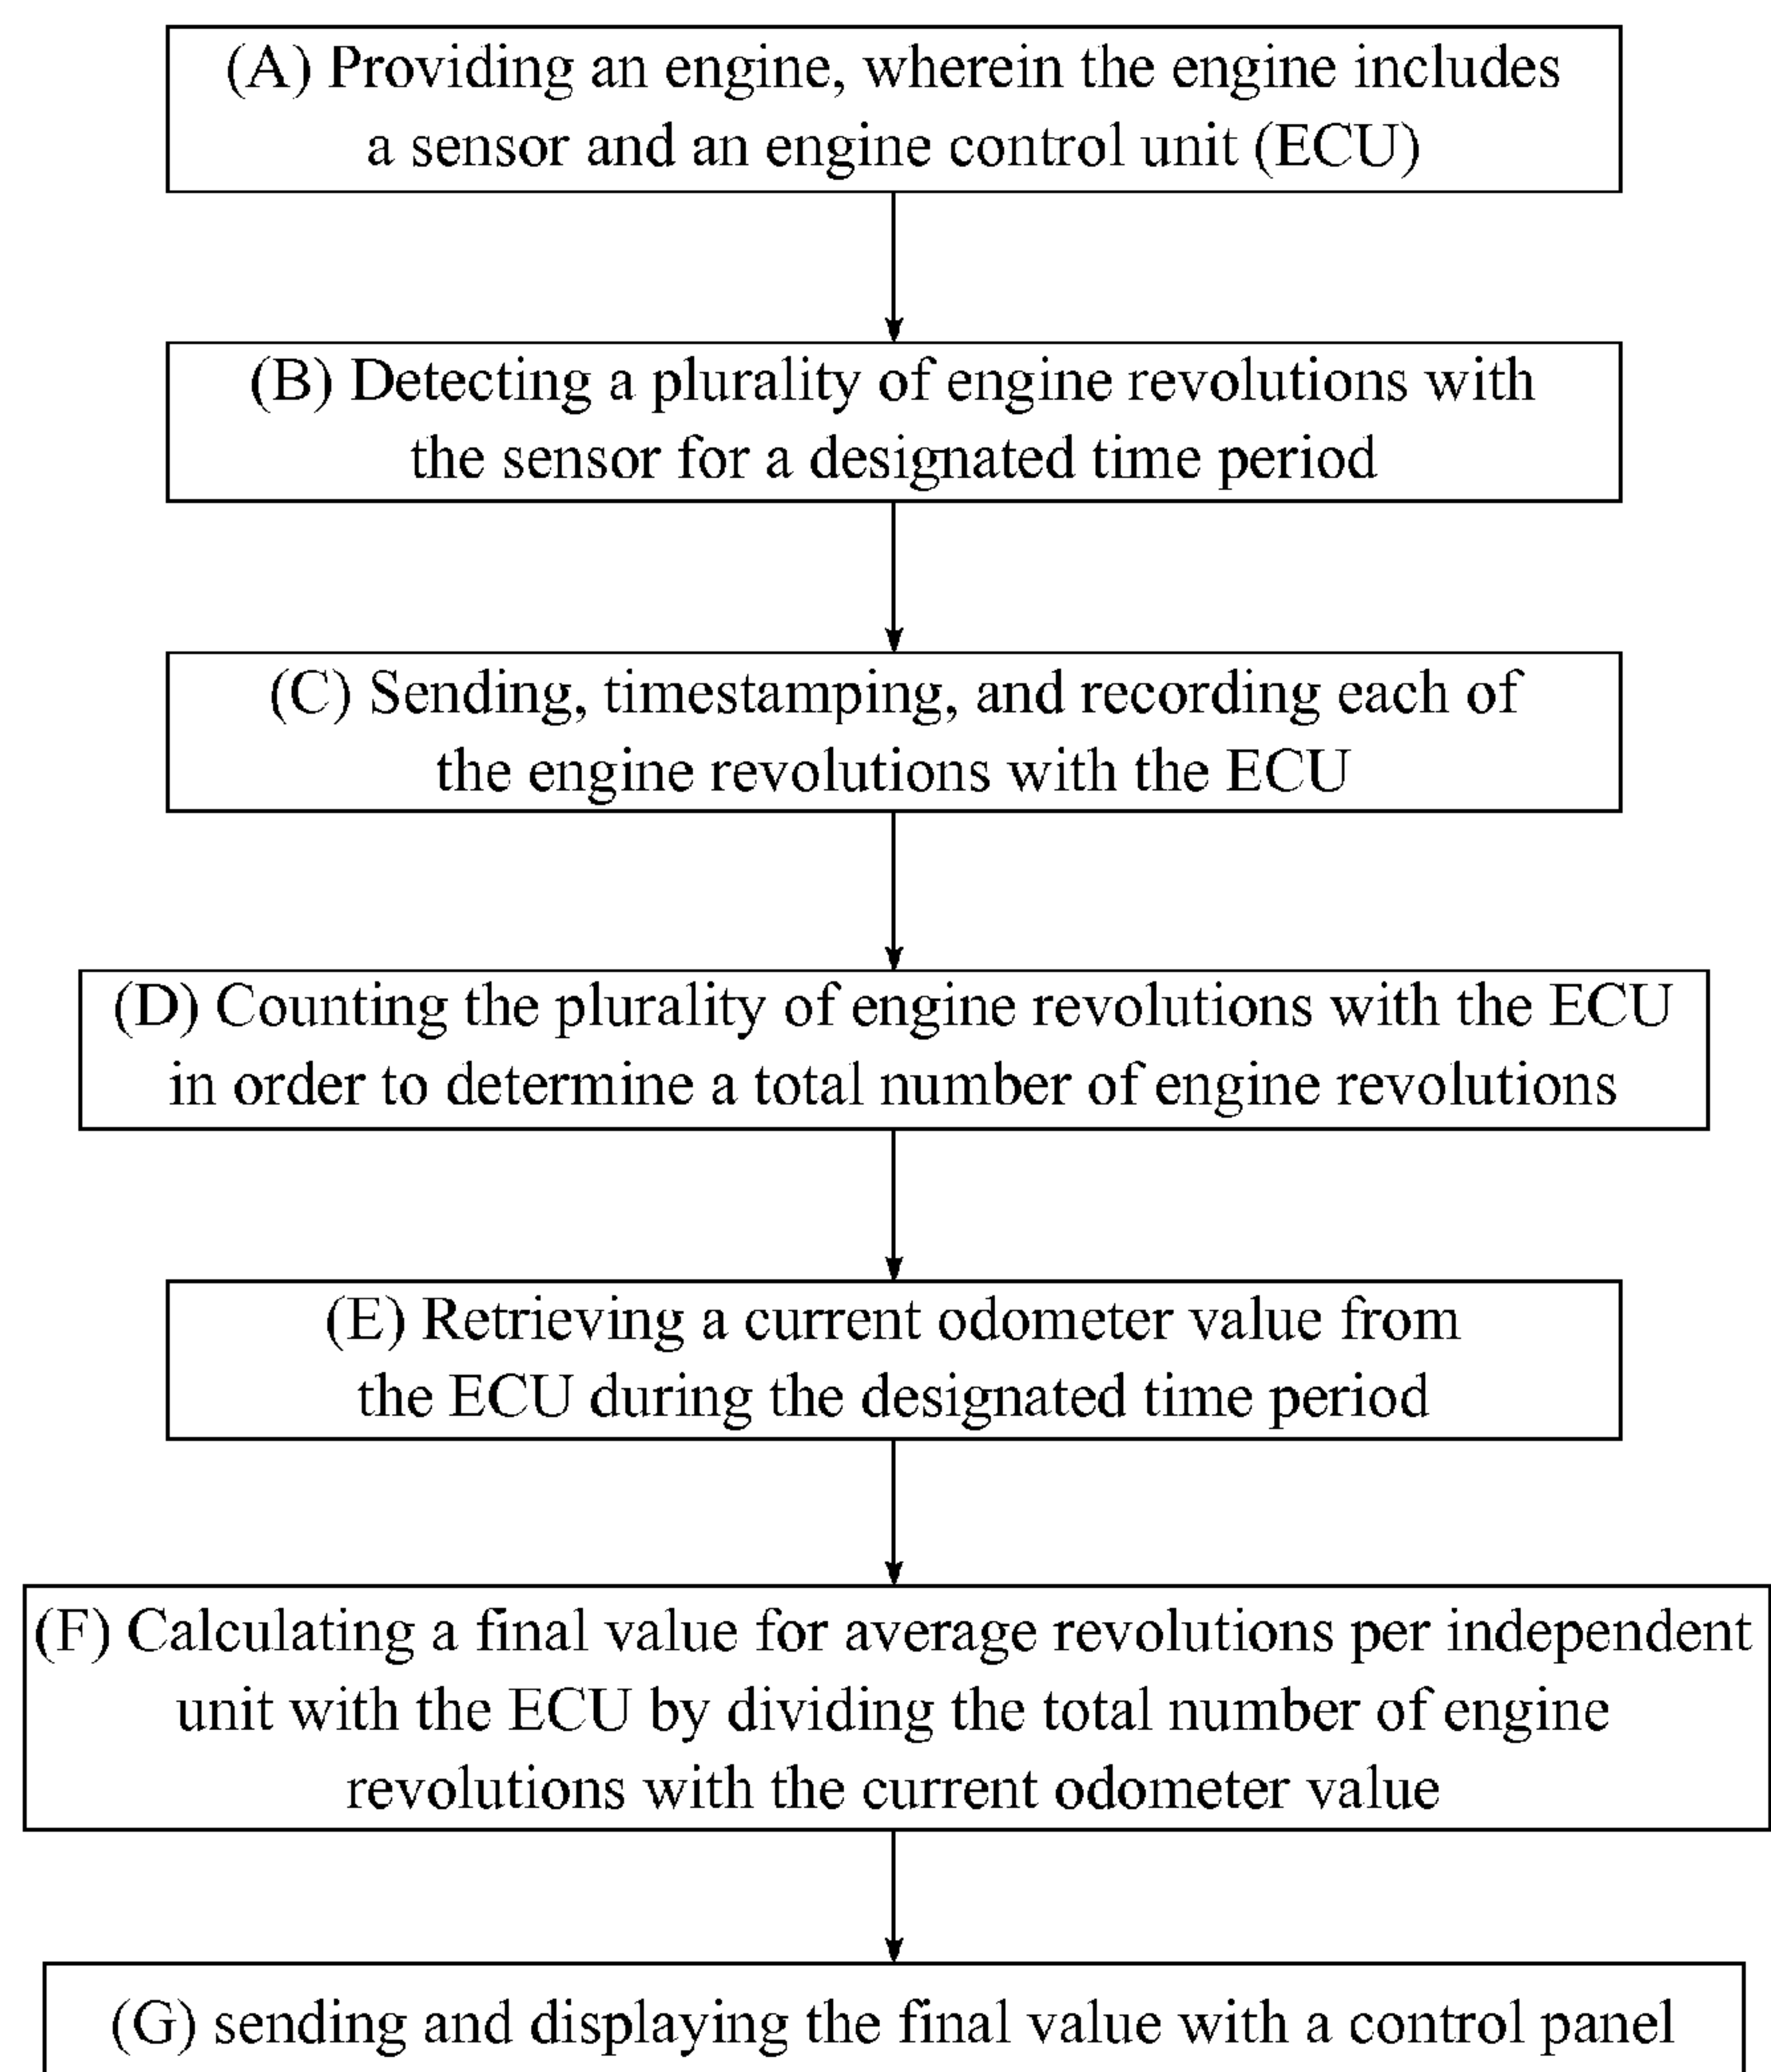 (A) Providing an engine, wherein the engine includes
a sensor and an engine control unit (ECU)
(B) Detecting a plurality of engine revolutions with
the sensor for a designated time period
(C) Sending, timestamping, and recording each of
the engine revolutions with the ECU
(D) Counting the plurality of engine revolutions with the ECU
in order to determine a total number of engine revolutions
(E) Retrieving a current odometer value from
the ECU during the designated time period
(F) Calculating a final value for average revolutions per independent
unit with the ECU by dividing the total number of engine
revolutions with the current odometer value
(G) sending and displaying the final value with a control panel